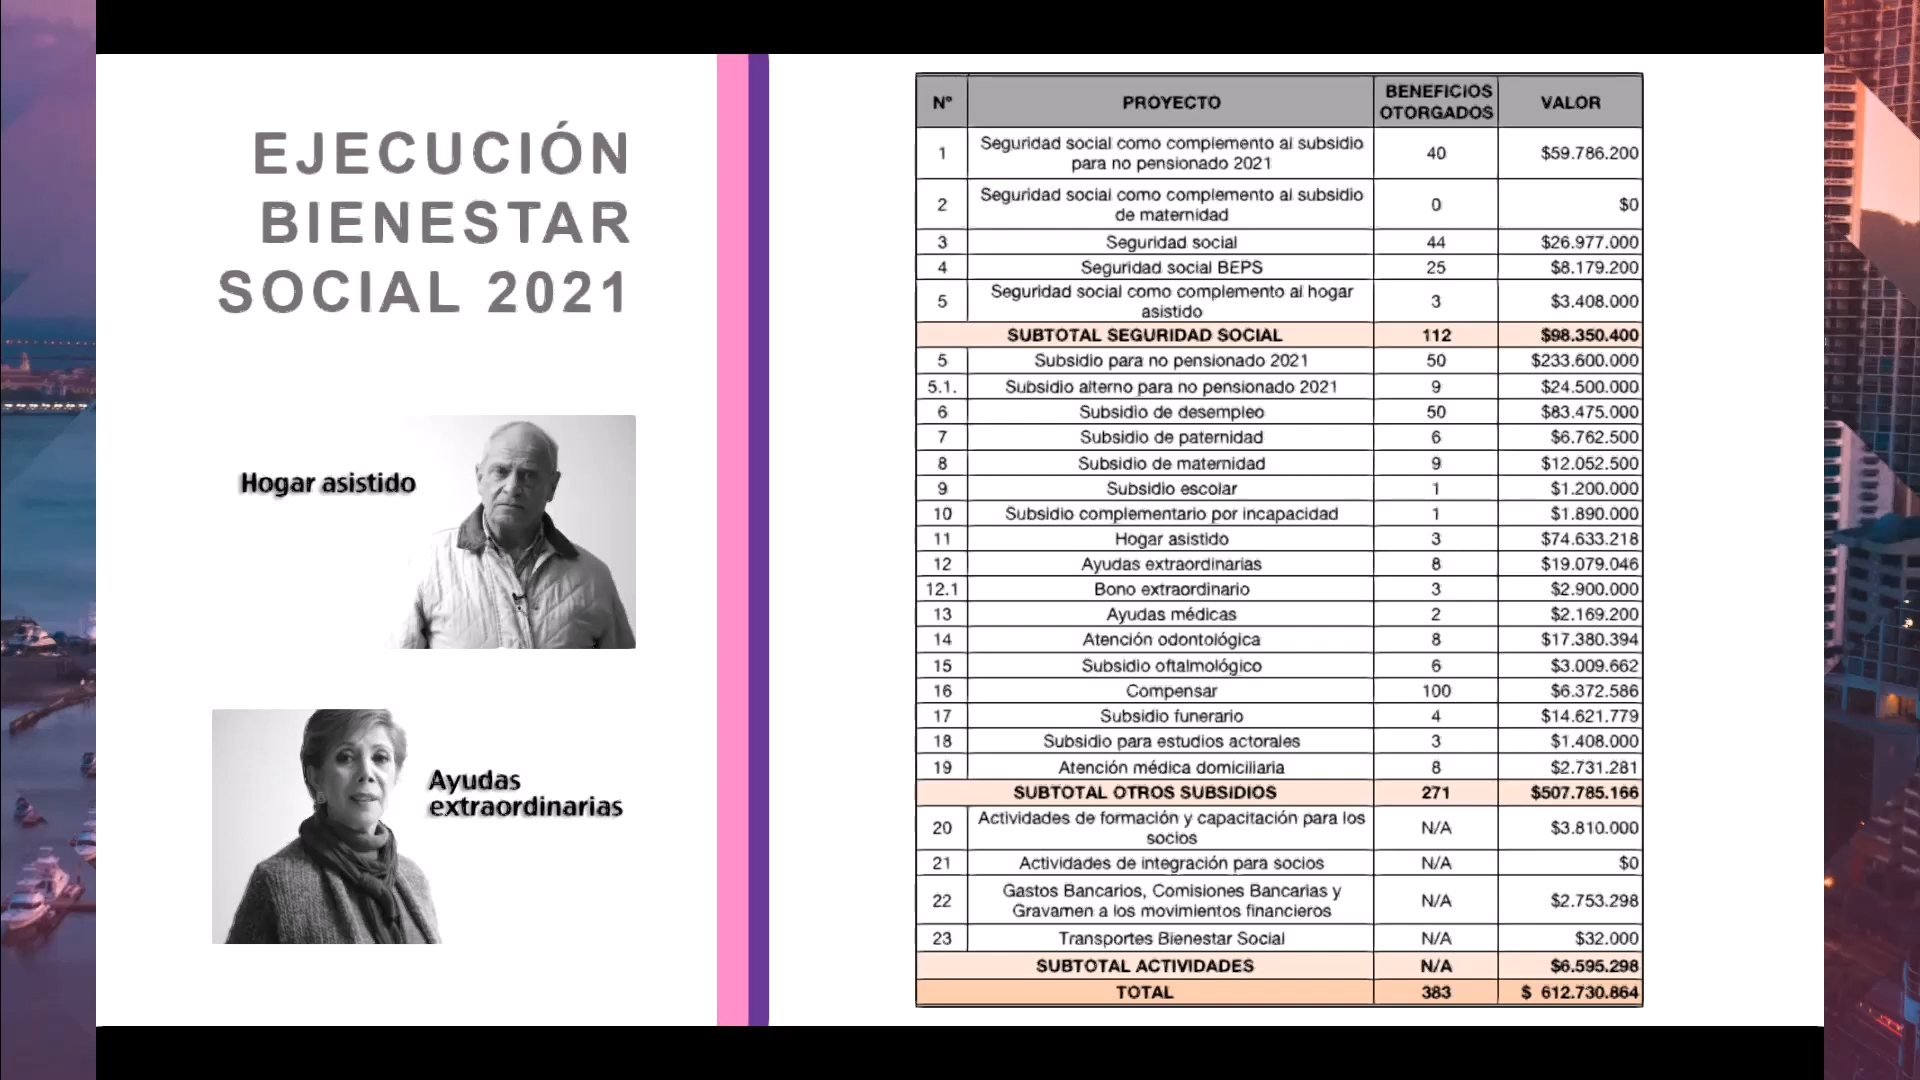 EJECUCIÓN
BIENESTAR
SOCIAL 2021
Hogar asistido
Ayudas
extraordinarias
Nº PROYECTO BENEFICIOS OTORGADOS VALOR
1 Seguridad social como complemento al subsidio para no pensionado 2021 40 $59.786.200
2 Seguridad social como complemento al subsidio de maternidad 0 $0
3 Seguridad social 44 $26.977.000
4 Seguridad social BEPS 25 $8.179.200
5 Seguridad social como complemento al hogar asistido 3 $3.408.000
SUBTOTAL SEGURIDAD SOCIAL 112 $98.350.400
5 Subsidio para no pensionado 2021 50 $233.600.000
5.1. Subsidio alterno para no pensionado 2021 9 $24.500.000
6 Subsidio de desempleo 50 $83.475.000
7 Subsidio de paternidad 6 $6.762.500
8 Subsidio de maternidad 9 $12.052.500
9 Subsidio escolar 1 $1.200.000
10 Subsidio complementario por incapacidad 1 $1.890.000
11 Hogar asistido 3 $74.633.218
12 Ayudas extraordinarias 8 $19.079.046
12.1 Bono extraordinario 3 $2.900.000
13 Ayudas médicas 2 $2.169.200
14 Atención odontológica 8 $17.380.394
15 Subsidio oftalmológico 6 $3.009.662
16 Compensar 100 $6.372.586
17 Subsidio funerario 4 $14.621.779
18 Subsidio para estudios actorales 3 $1.408.000
19 Atención médica domiciliaria 8 $2.731.281
SUBTOTAL OTROS SUBSIDIOS 271 $507.785.166
20 Actividades de formación y capacitación para los socios N/A $3.810.000
21 Actividades de integración para socios N/A $0
22 Gastos Bancarios, Comisiones Bancarias y Gravamen a los movimientos financieros N/A $2.753.298
23 Transportes Bienestar Social N/A $32.000
SUBTOTAL ACTIVIDADES N/A $6.595.298
TOTAL 383 $ 612.730.864